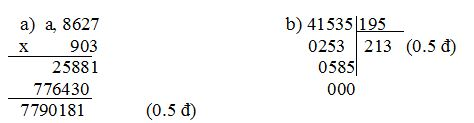 a) a, 8627 b) 41535 195
x 903 0253 213 (0.5 đ)
25881 0585
776430 000
7790181 (0.5 đ)